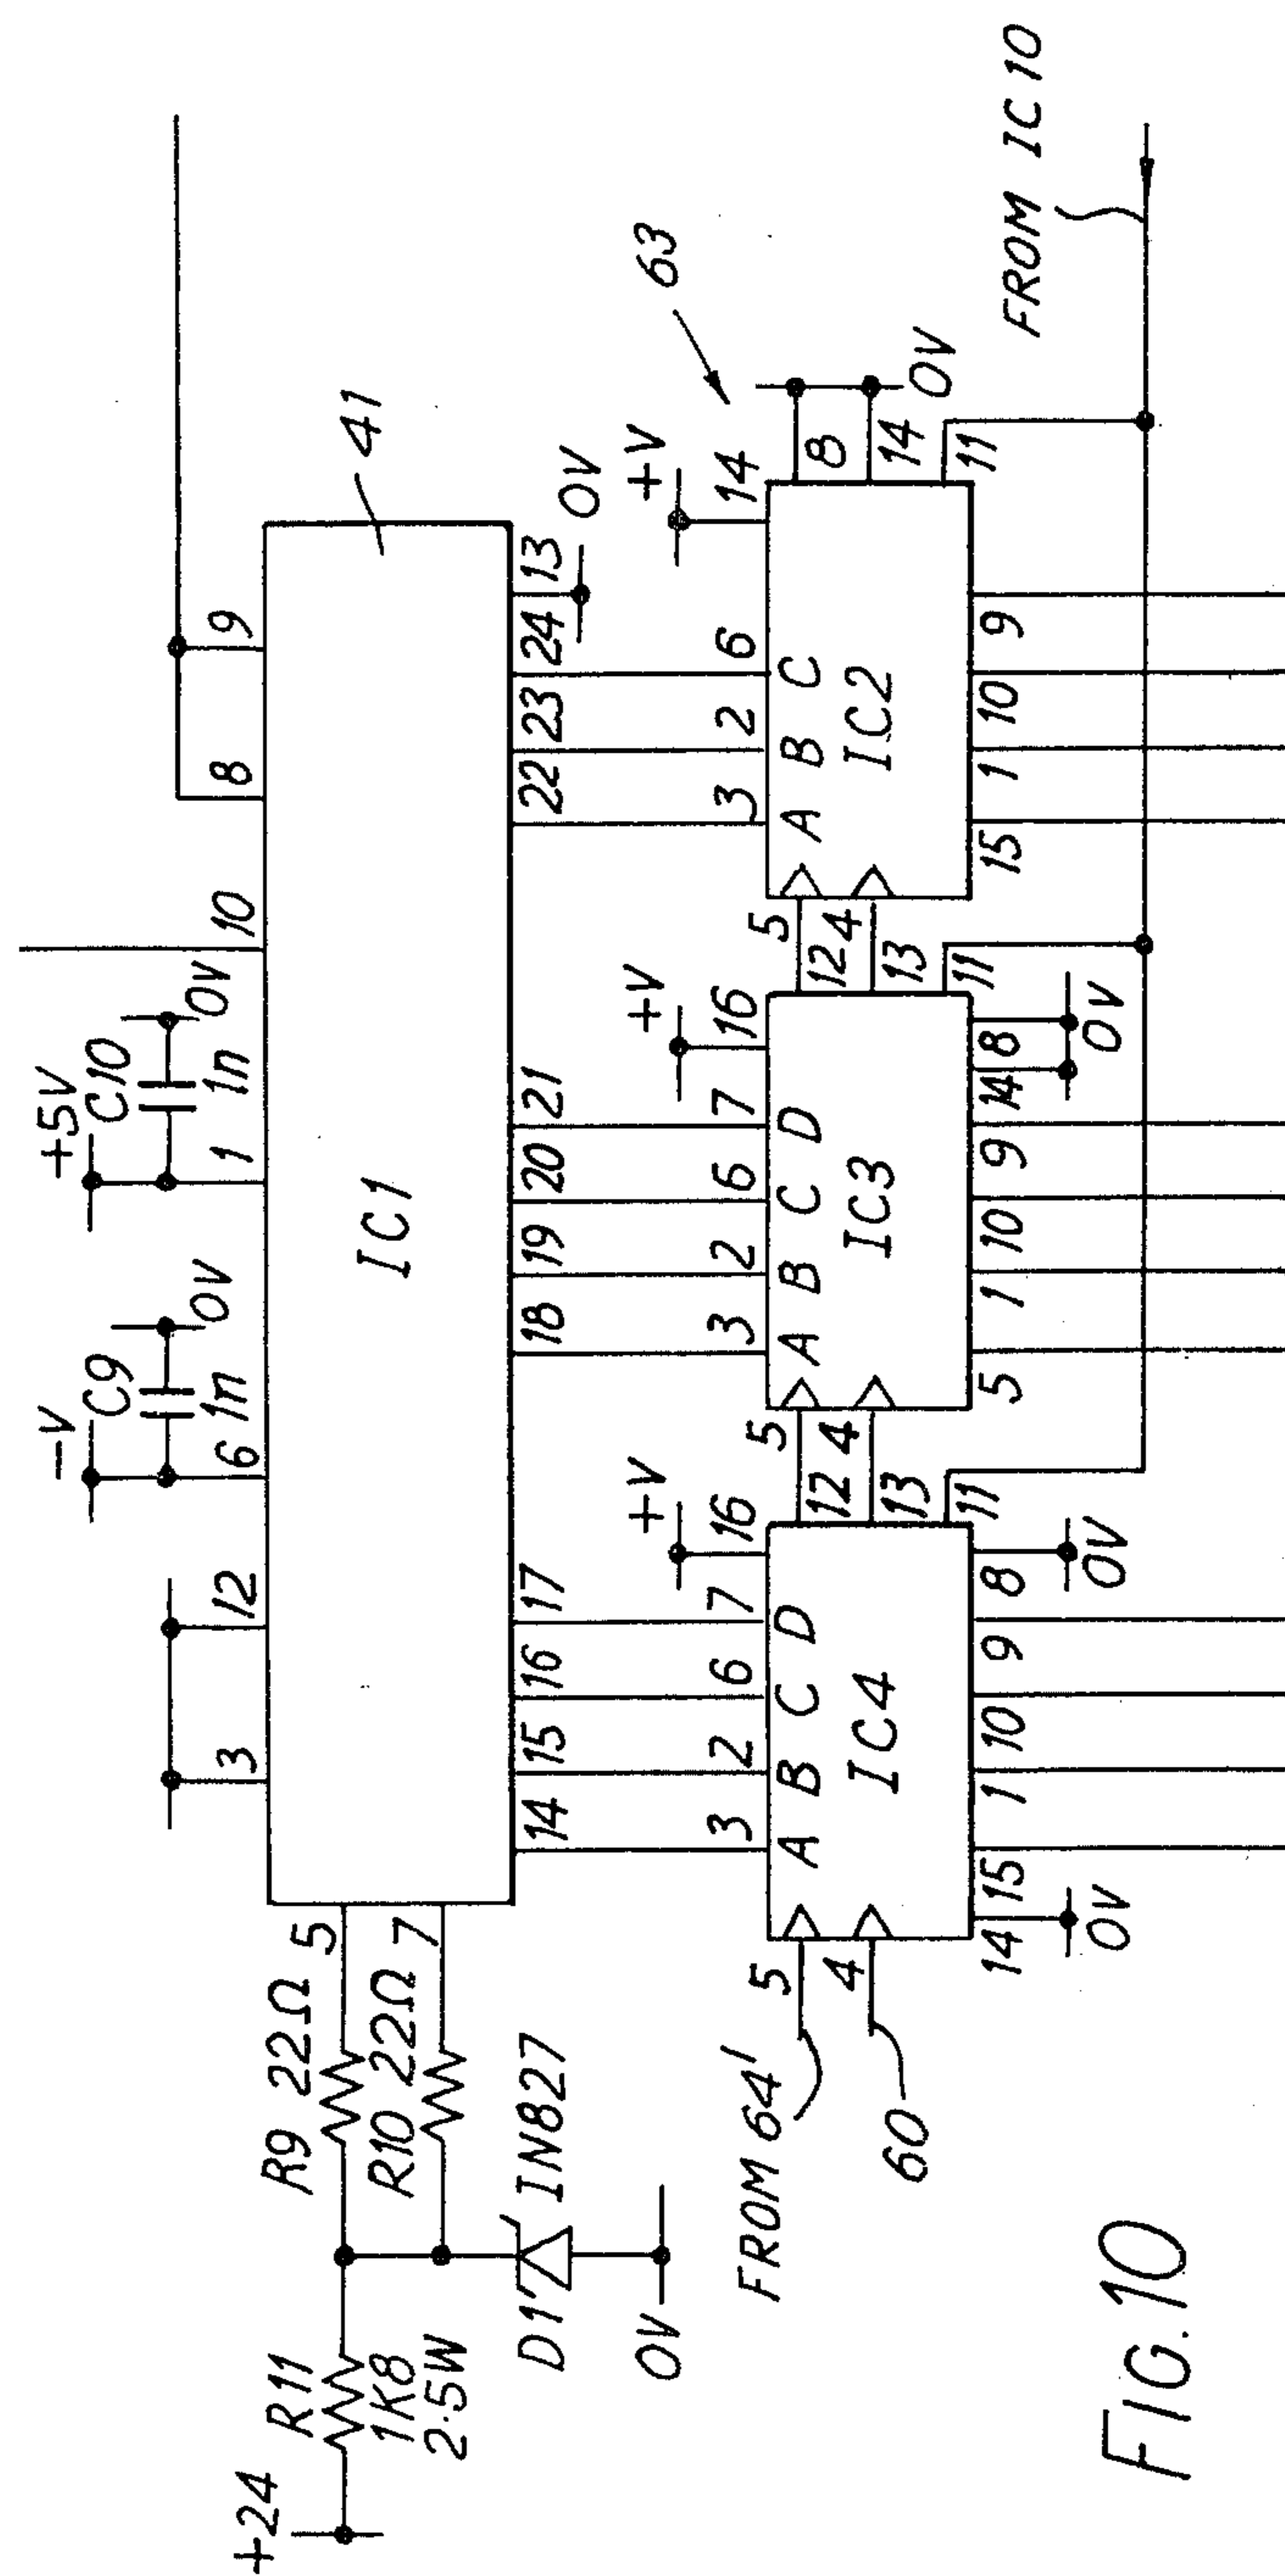 -V
+5V
C9
C10
1n
1n
0V
0V
3
12
6
1
10
8
9
+24
R11
1K8
2.5W
R9 22Ω
R10 22Ω
5
7
D1
IN827
0V
IC1
41
14 15 16 17
18 19 20 21
22 23 24 13
0V
63
+V
+V
+V
3 2 6 7 16
3 2 6 7 16
3 2 6 14
FROM 64'
60
5
4
A B C D
IC4
12
13
11
5
4
A B C D
IC3
12
13
11
5
4
A B C
IC2
8
14
11
0V
14 15 1 10 9 8
0V
0V
5 1 10 9 14 8
0V
15 1 10 9
FROM IC 10
FIG. 10